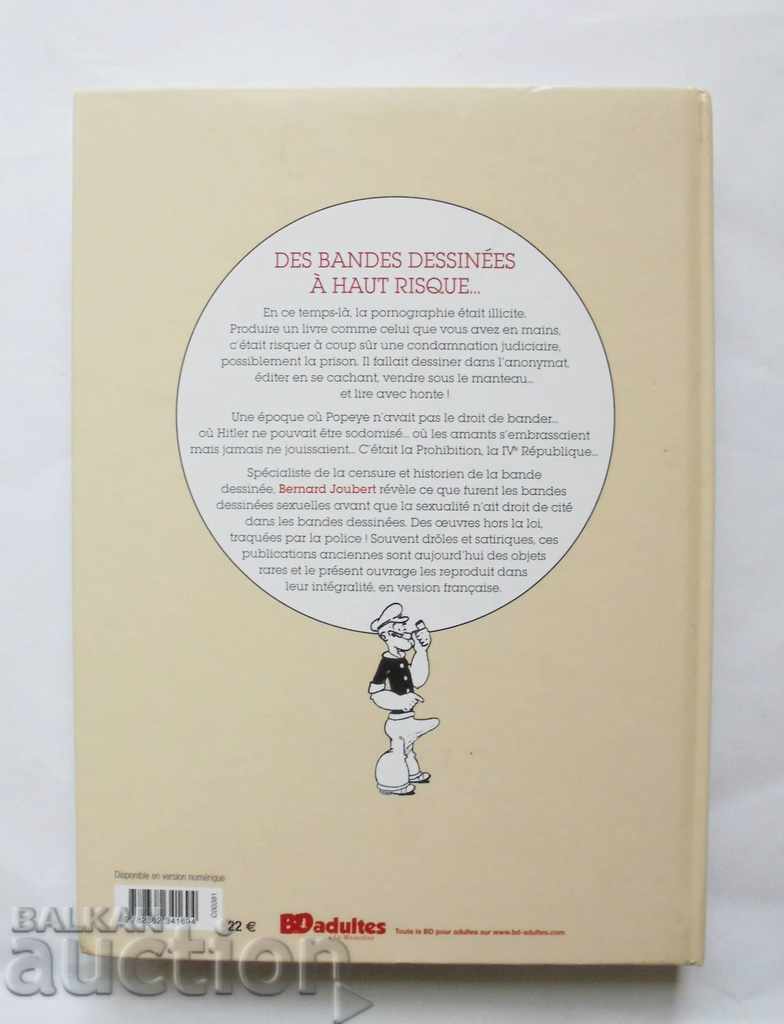 DES BANDES DESSINÉES
À HAUT RISQUE...
En ce temps-là, la pornographie était illicite.
Produire un livre comme celui que vous avez en mains,
c'était risquer à coup sûr une condamnation judiciaire,
possiblement la prison. Il fallait dessiner dans l'anonymat,
éditer en se cachant, vendre sous le manteau...
et lire avec honte !
Une époque où Popeye n'avait pas le droit de bander...
où Hitler ne pouvait être sodomisé... où les amants s'embrassaient
mais jamais ne jouissaient... C'était la Prohibition, la IVe République...
Spécialiste de la censure et historien de la bande
dessinée, Bernard Joubert révèle ce que furent les bandes
dessinées sexuelles avant que la sexualité n'ait droit de cité
dans les bandes dessinées. Des œuvres hors la loi,
traquées par la police ! Souvent drôles et satiriques, ces
publications anciennes sont aujourd'hui des objets
rares et le présent ouvrage les reproduit dans
leur intégralité, en version française.
Disponible en version numérique
C00381
22 €
BD adultes
La Musardine
Toute la BD pour adultes sur www.bd-adultes.com
BALKAN
auction